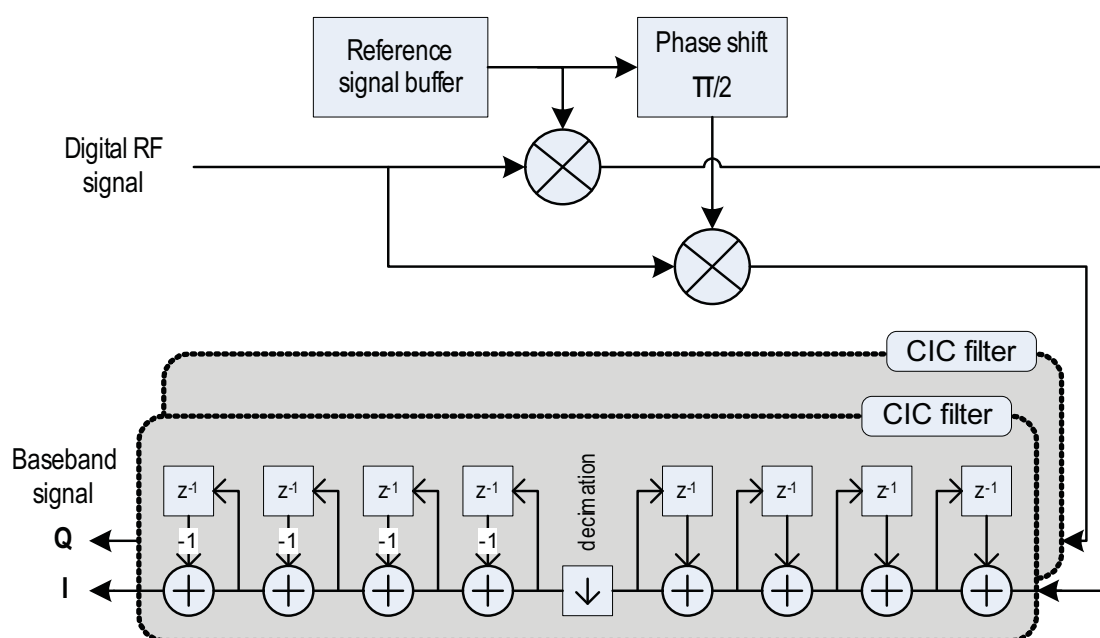 Reference
signal buffer
Phase shift
π/2
Digital RF
signal
CIC filter
CIC filter
Baseband
signal
Q
I
z-1
z-1
z-1
z-1
decimation
z-1
z-1
z-1
z-1
-1
-1
-1
-1